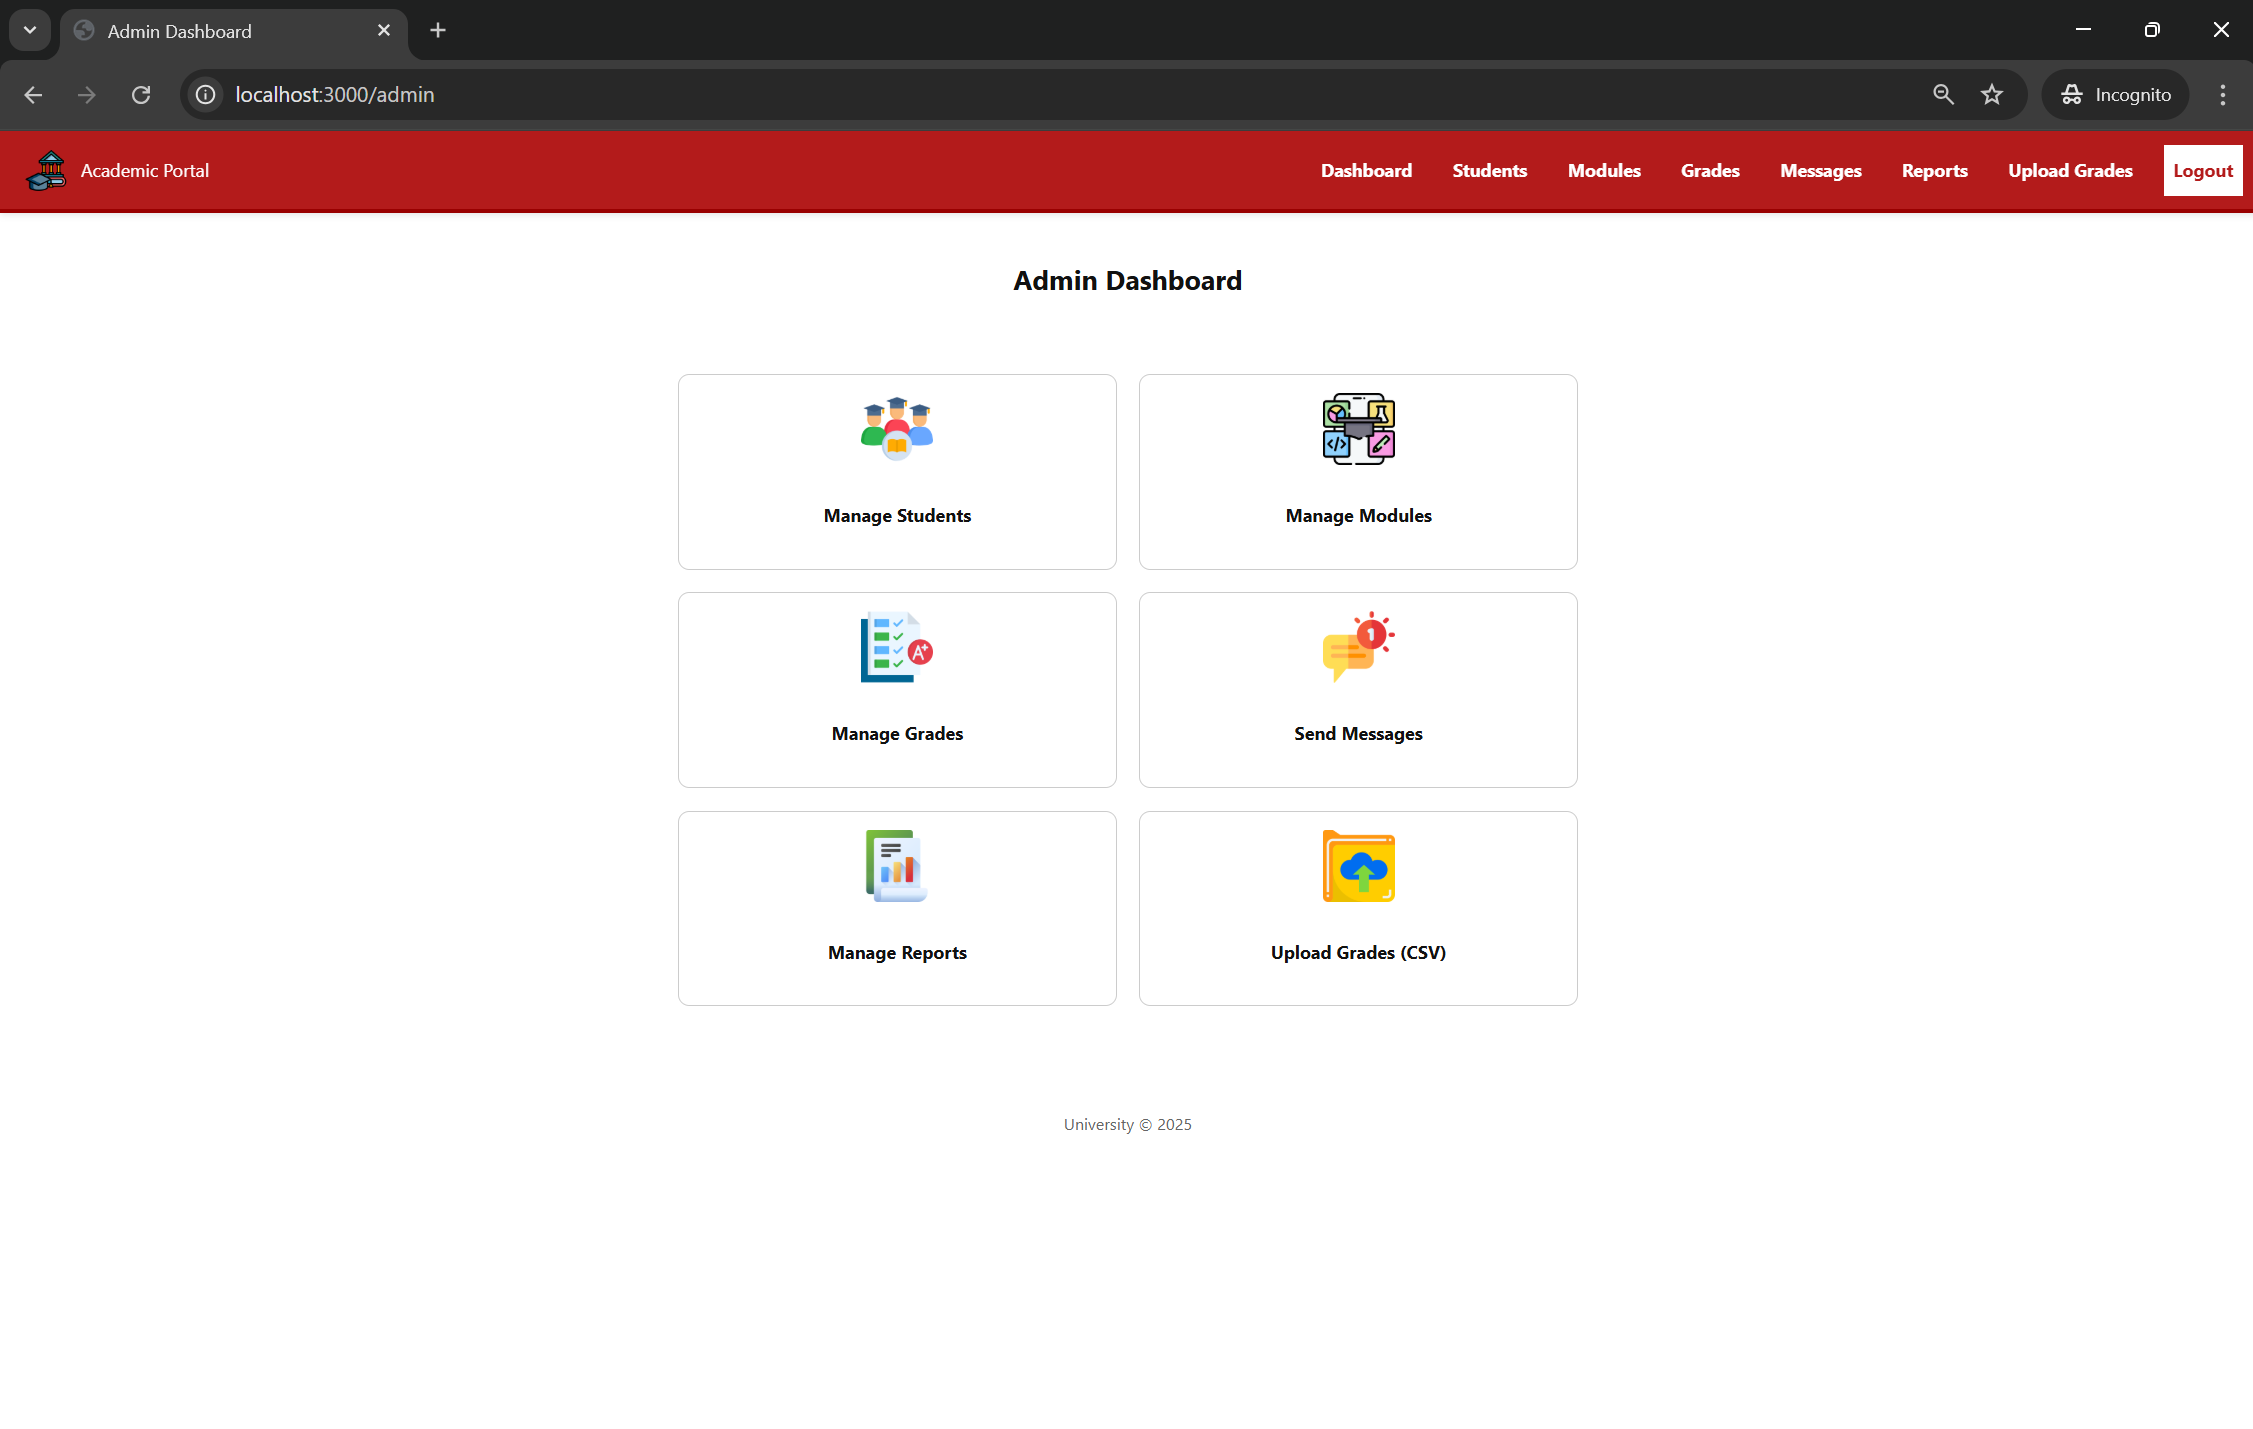 Admin Dashboard
localhost:3000/admin
Incognito
Academic Portal
Dashboard Students Modules Grades Messages Reports Upload Grades Logout
Admin Dashboard
Manage Students
Manage Modules
A+
Manage Grades
1
Send Messages
Manage Reports
Upload Grades (CSV)
University © 2025